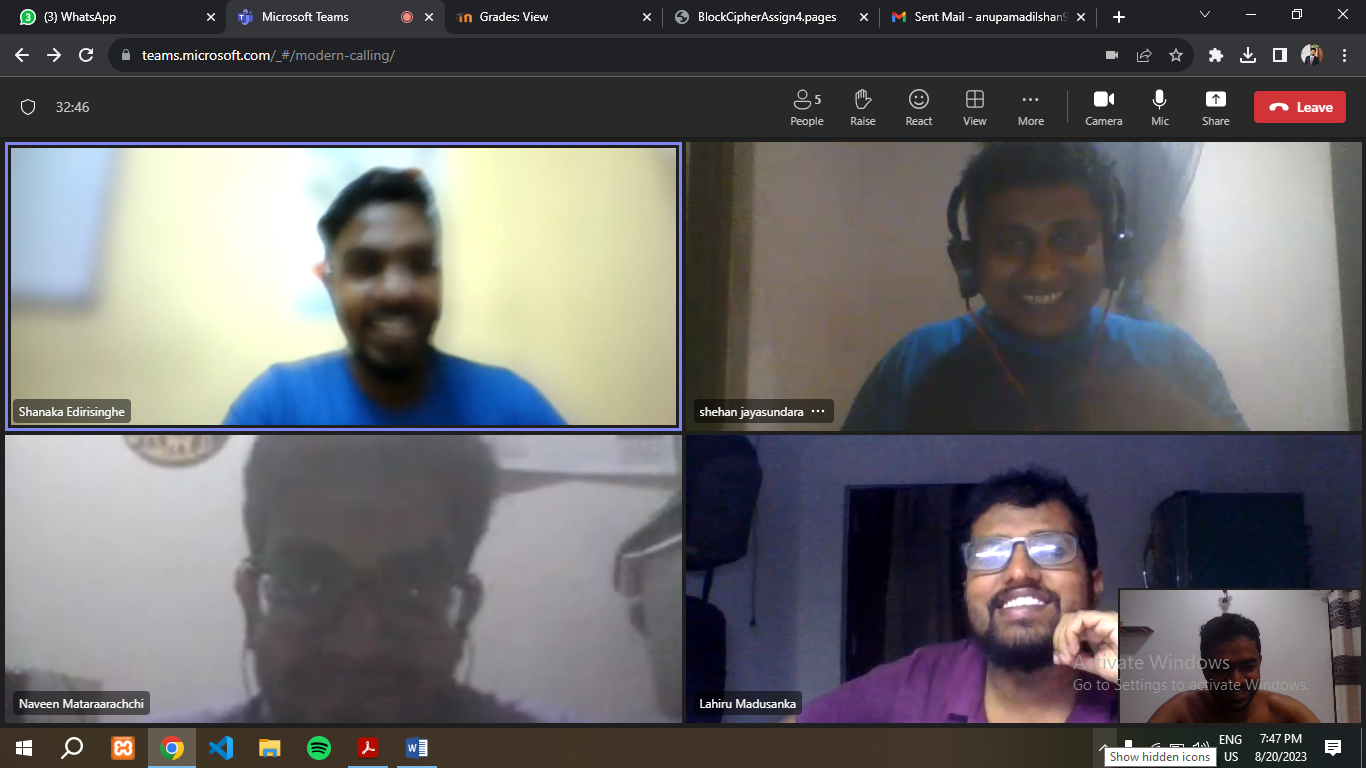 (3) WhatsApp
Microsoft Teams
Grades: View
BlockCipherAssign4.pages
Sent Mail - anupamadilshan9
teams.microsoft.com/_#/modern-calling/
32:46
5
People
Raise
React
View
More
Camera
Mic
Share
Leave
Shanaka Edirisinghe
shehan jayasundara ···
Naveen Mataraarachchi
Lahiru Madusanka
Activate Windows
Go to Settings to activate Windows.
ENG
US
7:47 PM
8/20/2023
Show hidden icons